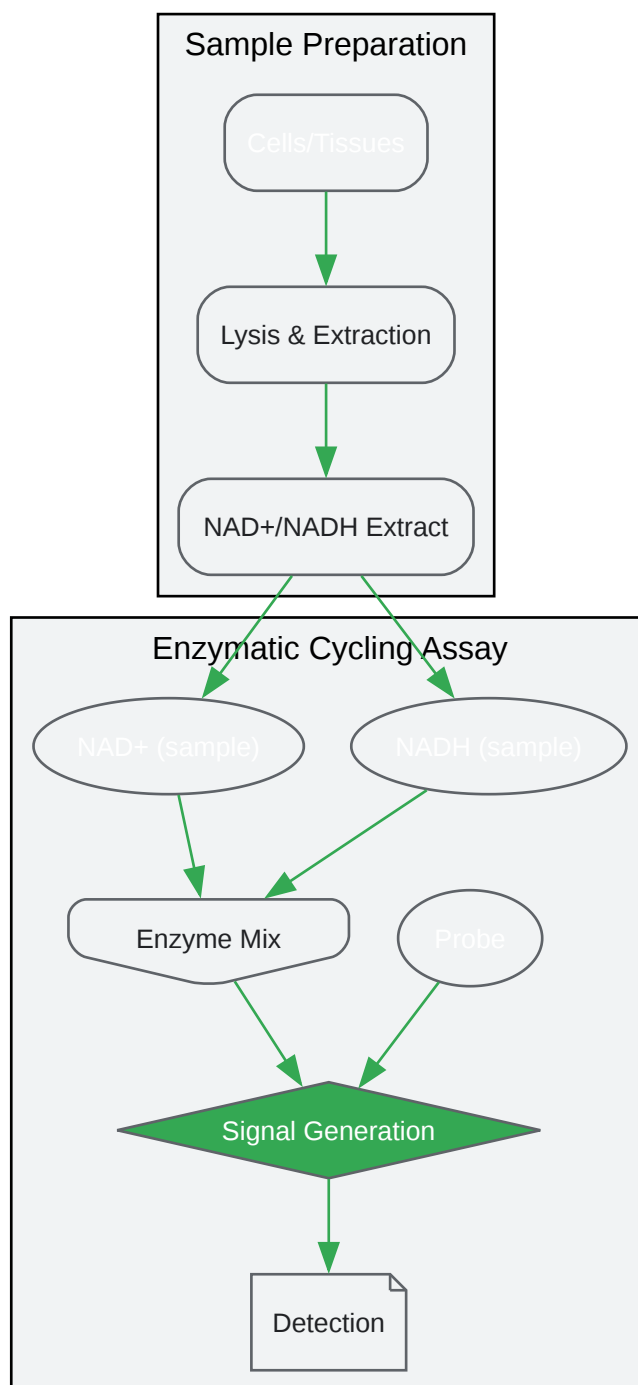 Sample Preparation
Cells/Tissues
Lysis & Extraction
NAD+/NADH Extract
Enzymatic Cycling Assay
NAD+ (sample)
NADH (sample)
Enzyme Mix
Probe
Signal Generation
Detection